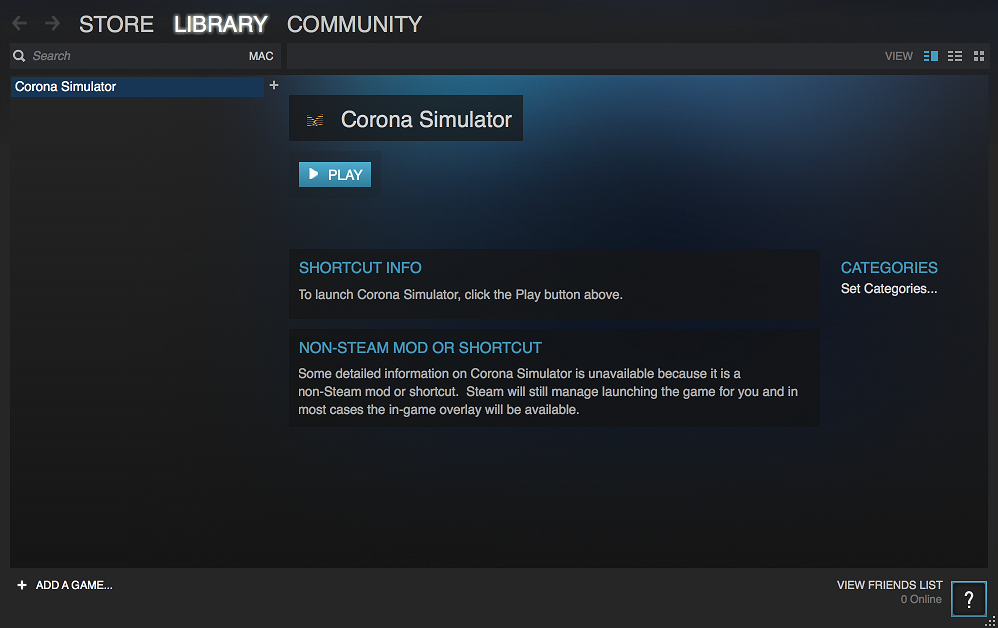 STORE LIBRARY COMMUNITY
Search MAC VIEW
Corona Simulator +
Corona Simulator
PLAY
SHORTCUT INFO
To launch Corona Simulator, click the Play button above.
CATEGORIES
Set Categories...
NON-STEAM MOD OR SHORTCUT
Some detailed information on Corona Simulator is unavailable because it is a
non-Steam mod or shortcut.  Steam will still manage launching the game for you and in
most cases the in-game overlay will be available.
+ ADD A GAME...
VIEW FRIENDS LIST
0 Online
?